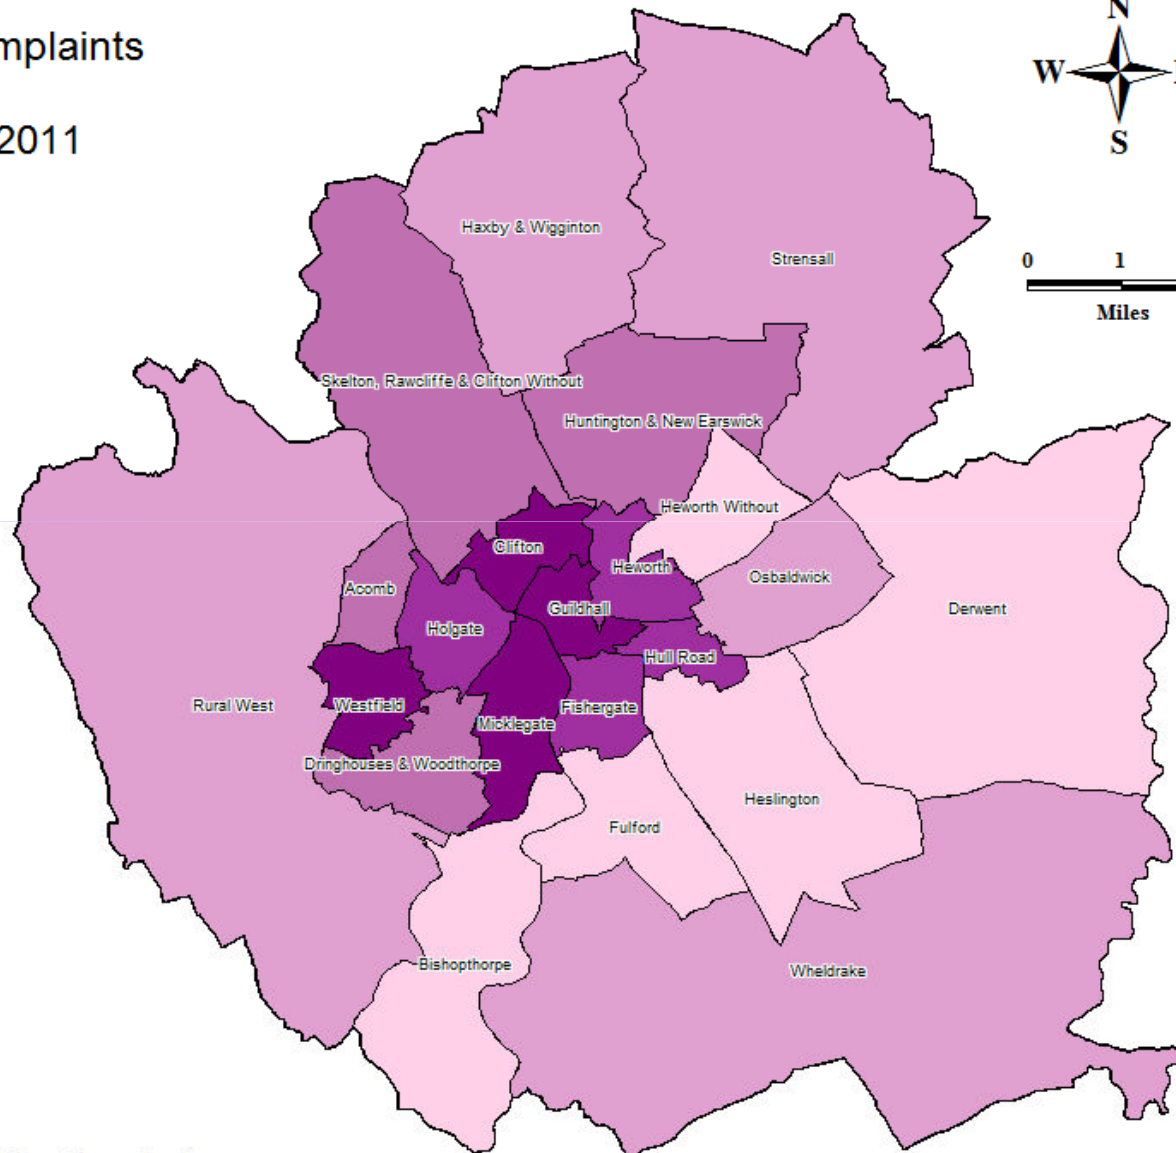 mplaints
2011
N
W
S
0 1
Miles
Haxby & Wigginton
Strensall
Skelton, Rawcliffe & Clifton Without
Huntington & New Earswick
Heworth Without
Clifton
Heworth
Osbaldwick
Acomb
Guildhall
Derwent
Holgate
Hull Road
Rural West
Westfield
Fishergate
Micklegate
Dringhouses & Woodthorpe
Heslington
Fulford
Bishopthorpe
Wheldrake